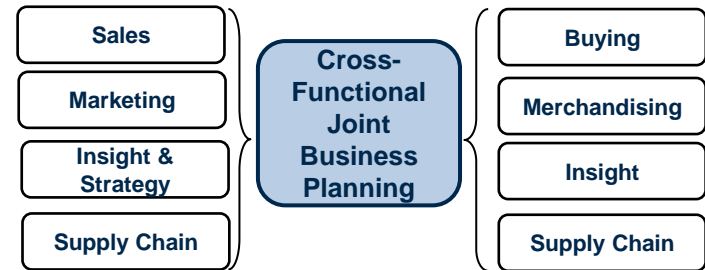 Sales
Marketing
Insight &
Strategy
Supply Chain
Cross-
Functional
Joint
Business
Planning
Buying
Merchandising
Insight
Supply Chain